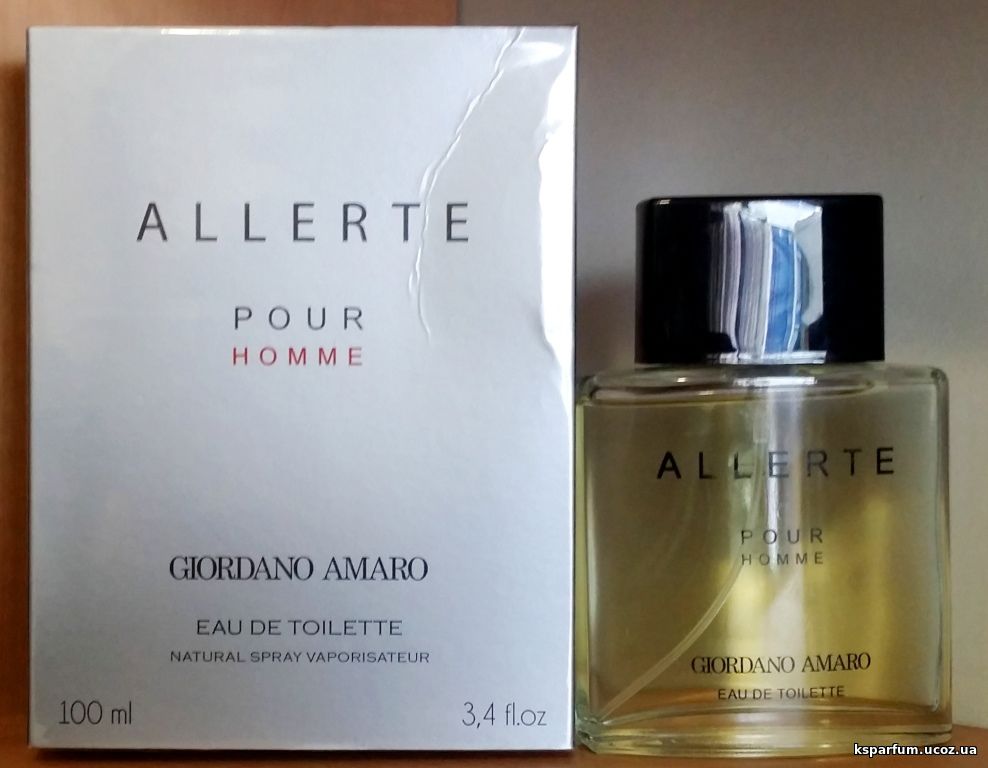 ALLERTE
POUR
HOMME
GIORDANO AMARO
EAU DE TOILETTE
NATURAL SPRAY VAPORISATEUR
100 ml
3,4 fl.oz
ALLERTE
POUR
HOMME
GIORDANO AMARO
EAU DE TOILETTE
ksparfum.ucoz.ua